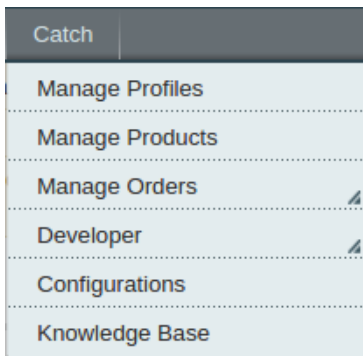 Catch
Manage Profiles
Manage Products
Manage Orders
Developer
Configurations
Knowledge Base